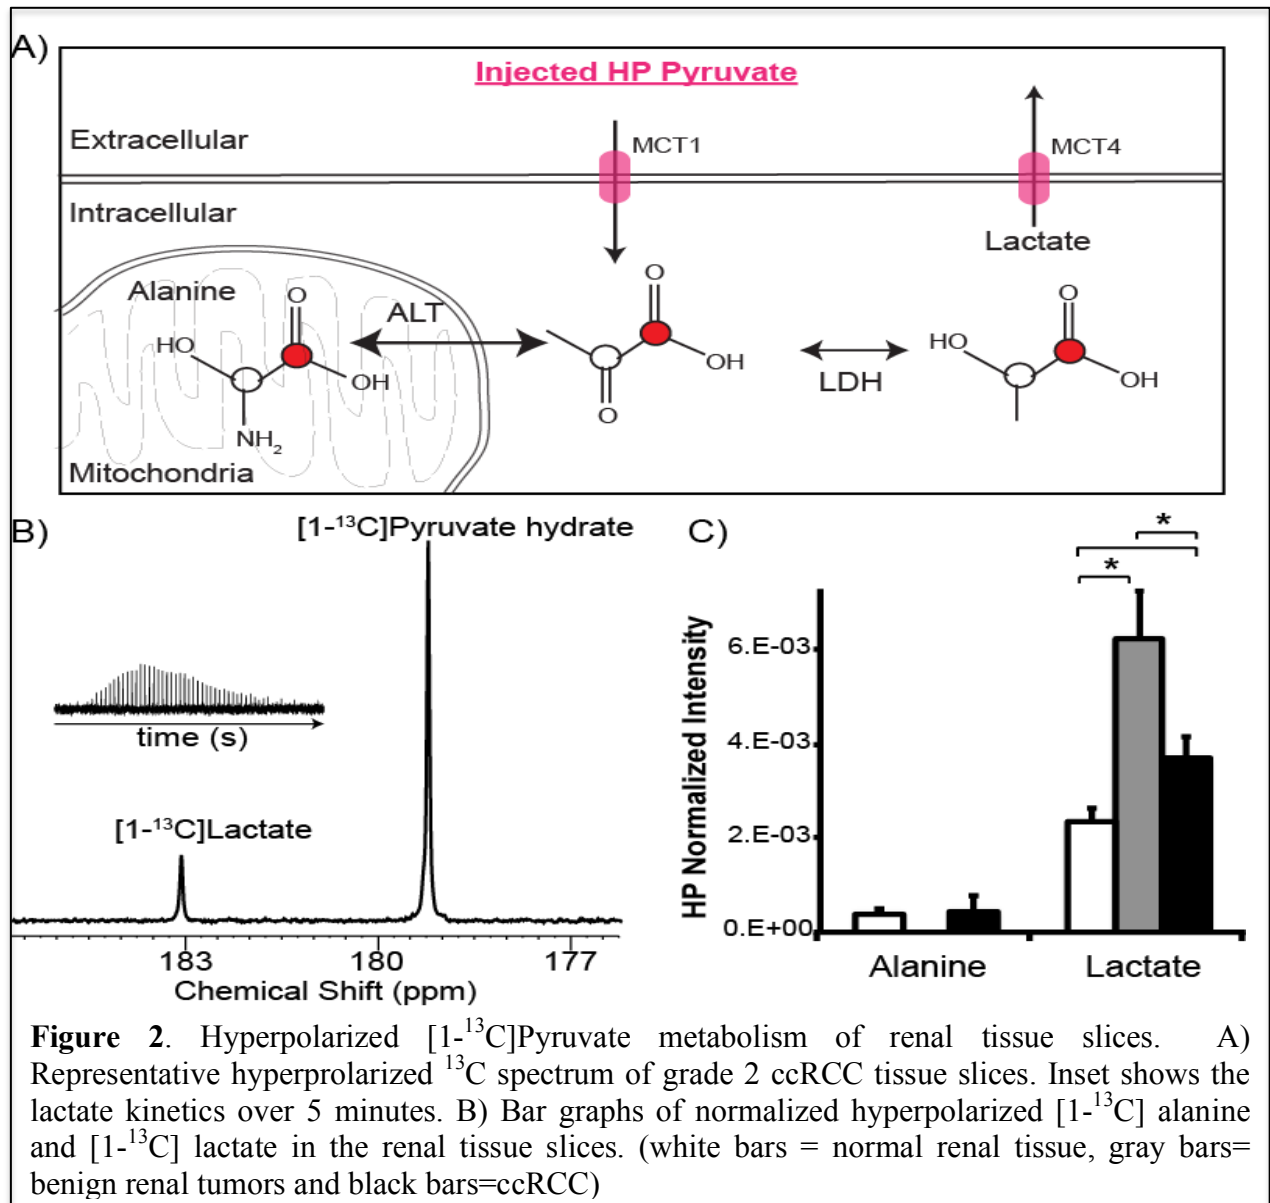 A)
Injected HP Pyruvate
Extracellular
MCT1
MCT4
Intracellular
Lactate
Alanine
O
HO
OH
NH₂
ALT
O
OH
O
LDH
O
HO
OH
Mitochondria
B)
[1-¹³C]Pyruvate hydrate
time (s)
[1-¹³C]Lactate
183 180 177
Chemical Shift (ppm)
C)
*
*
HP Normalized Intensity
6.E-03
4.E-03
2.E-03
0.E+00
Alanine Lactate
Figure 2. Hyperpolarized [1-¹³C]Pyruvate metabolism of renal tissue slices. A)
Representative hyperprolarized ¹³C spectrum of grade 2 ccRCC tissue slices. Inset shows the
lactate kinetics over 5 minutes. B) Bar graphs of normalized hyperpolarized [1-¹³C] alanine
and [1-¹³C] lactate in the renal tissue slices. (white bars = normal renal tissue, gray bars=
benign renal tumors and black bars=ccRCC)